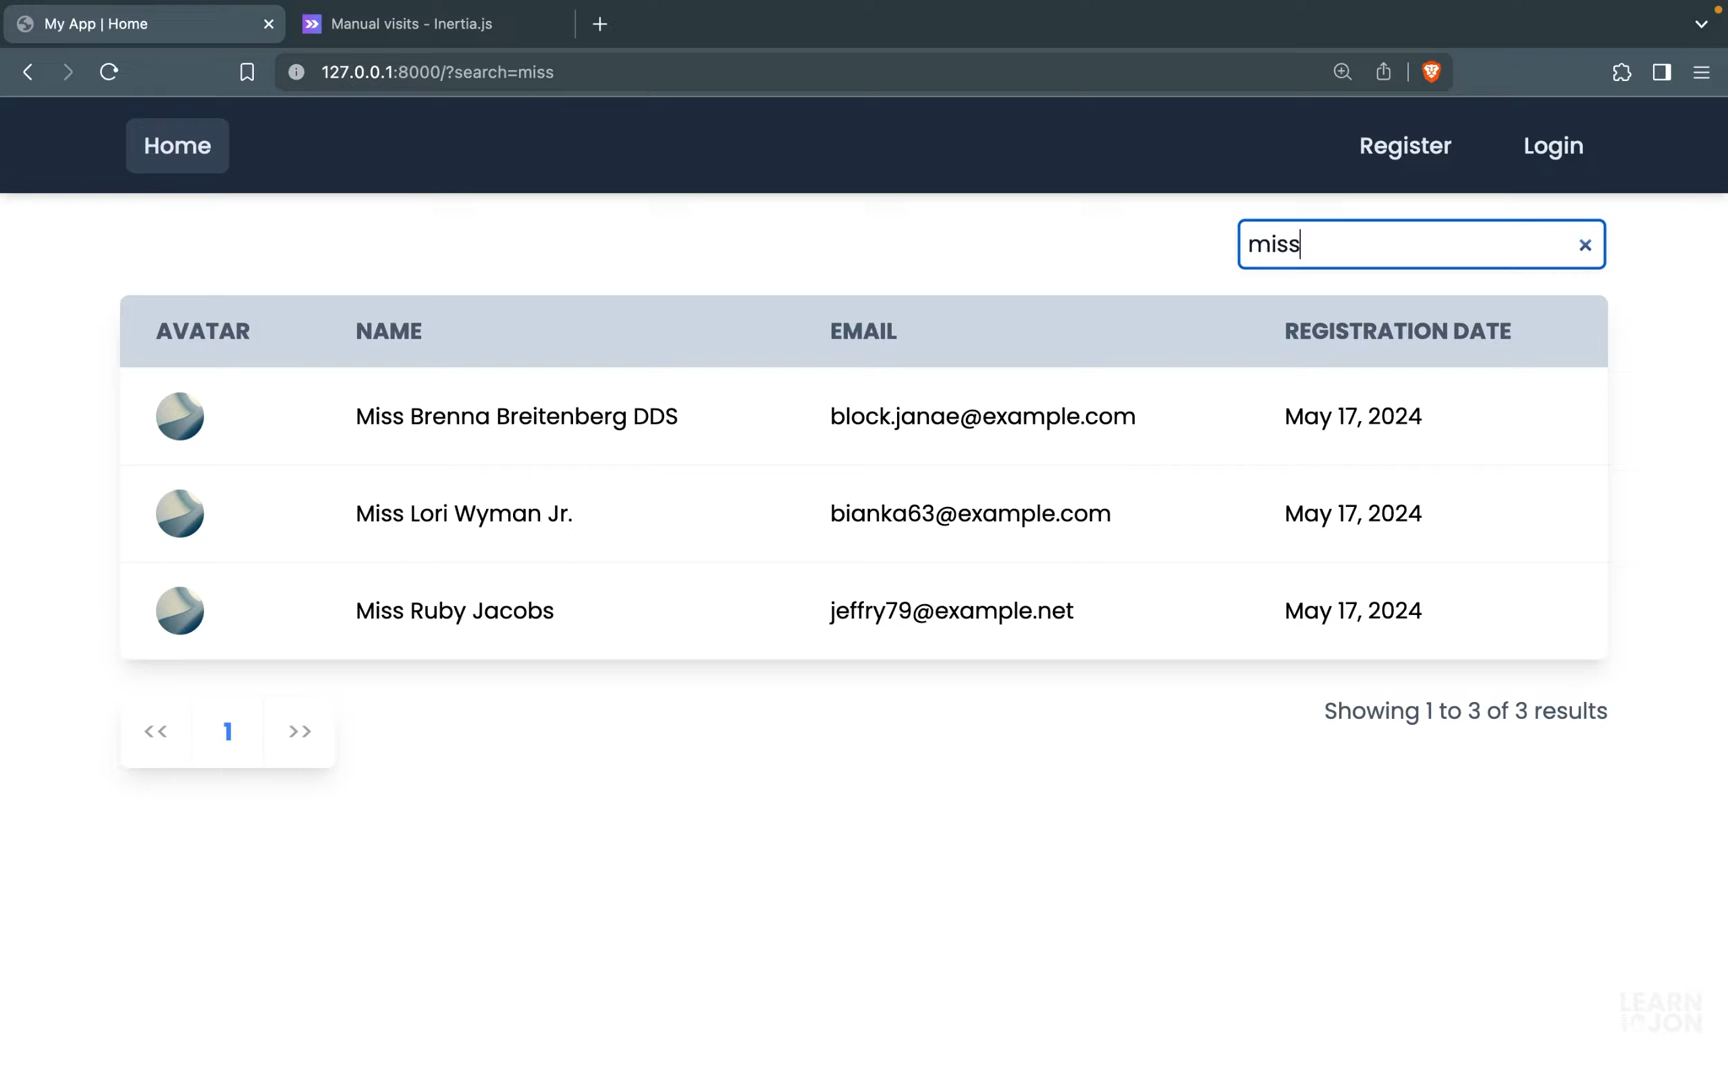 My App | Home
Manual visits - Inertia.js
127.0.0.1:8000/?search=miss
Home
Register
Login
miss
AVATAR NAME EMAIL REGISTRATION DATE
Miss Brenna Breitenberg DDS block.janae@example.com May 17, 2024
Miss Lori Wyman Jr. bianka63@example.com May 17, 2024
Miss Ruby Jacobs jeffry79@example.net May 17, 2024
<< 1 >>
Showing 1 to 3 of 3 results
LEARN
JON